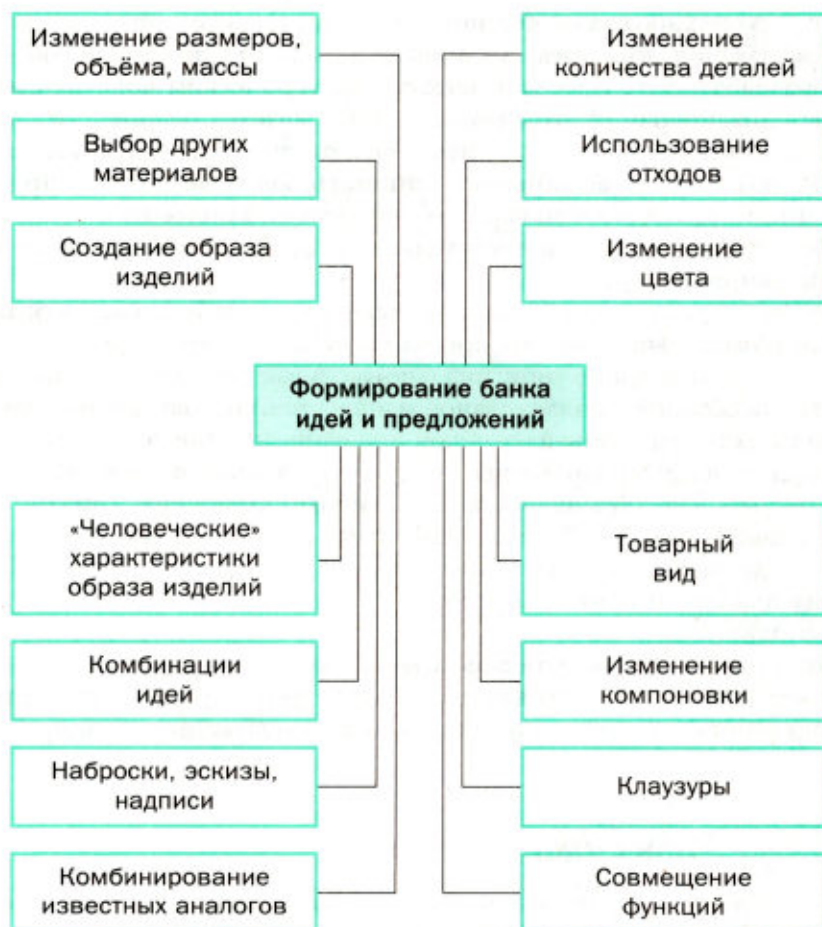 Изменение размеров,
объёма, массы
Изменение
количества деталей
Выбор других
материалов
Использование
отходов
Создание образа
изделий
Изменение
цвета
Формирование банка
идей и предложений
«Человеческие»
характеристики
образа изделий
Товарный
вид
Комбинации
идей
Изменение
компоновки
Наброски, эскизы,
надписи
Клаузуры
Комбинирование
известных аналогов
Совмещение
функций